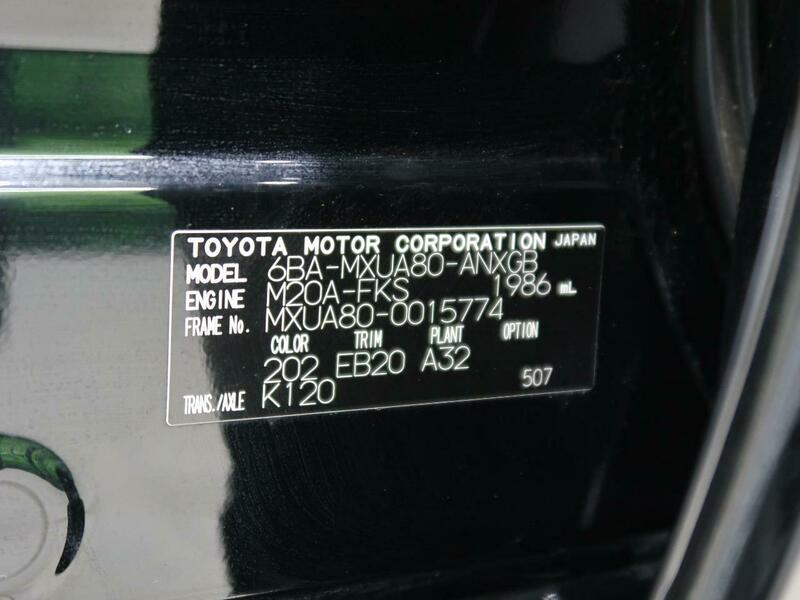 TOYOTA MOTOR CORPORATION JAPAN
MODEL 6BA-MXUA80-ANXGB
ENGINE M20A-FKS 1986 mL
FRAME No. MXUA80-0015774
COLOR TRIM PLANT OPTION
202 EB20 A32
TRANS./AXLE K120 507